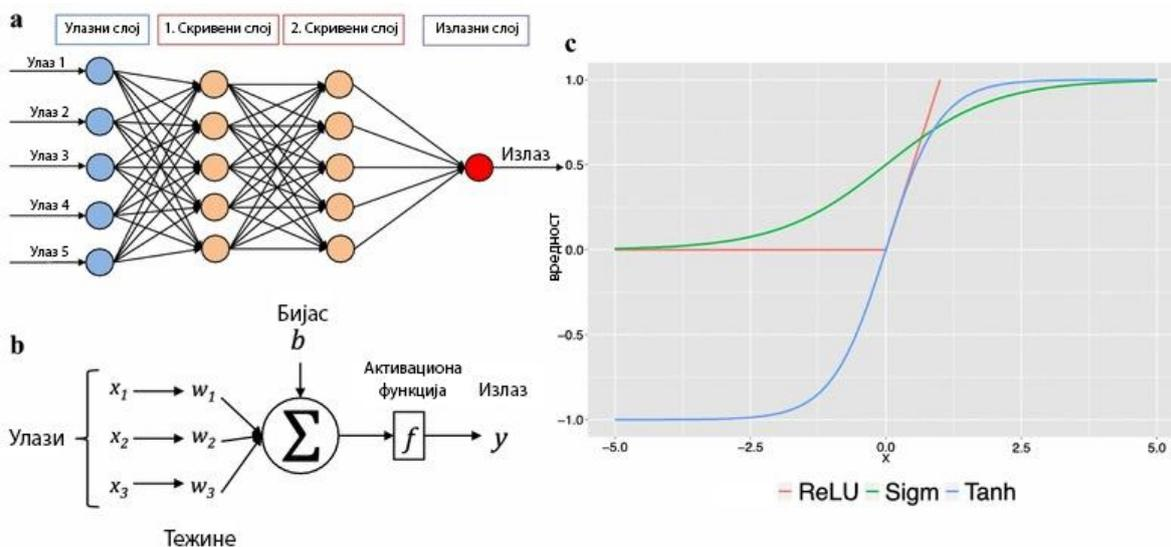 a
Улазни слој
1. Скривени слој
2. Скривени слој
Излазни слој
Улаз 1
Улаз 2
Улаз 3
Улаз 4
Улаз 5
Излаз
b
Бијас
b
Активациона
функција
Излаз
Улази
x₁
w₁
x₂
w₂
x₃
w₃
Σ
f
y
Тежине
c
1.0
0.5
0.0
−0.5
−1.0
вредност
−5.0
−2.5
0.0
2.5
5.0
x
ReLU
Sigm
Tanh